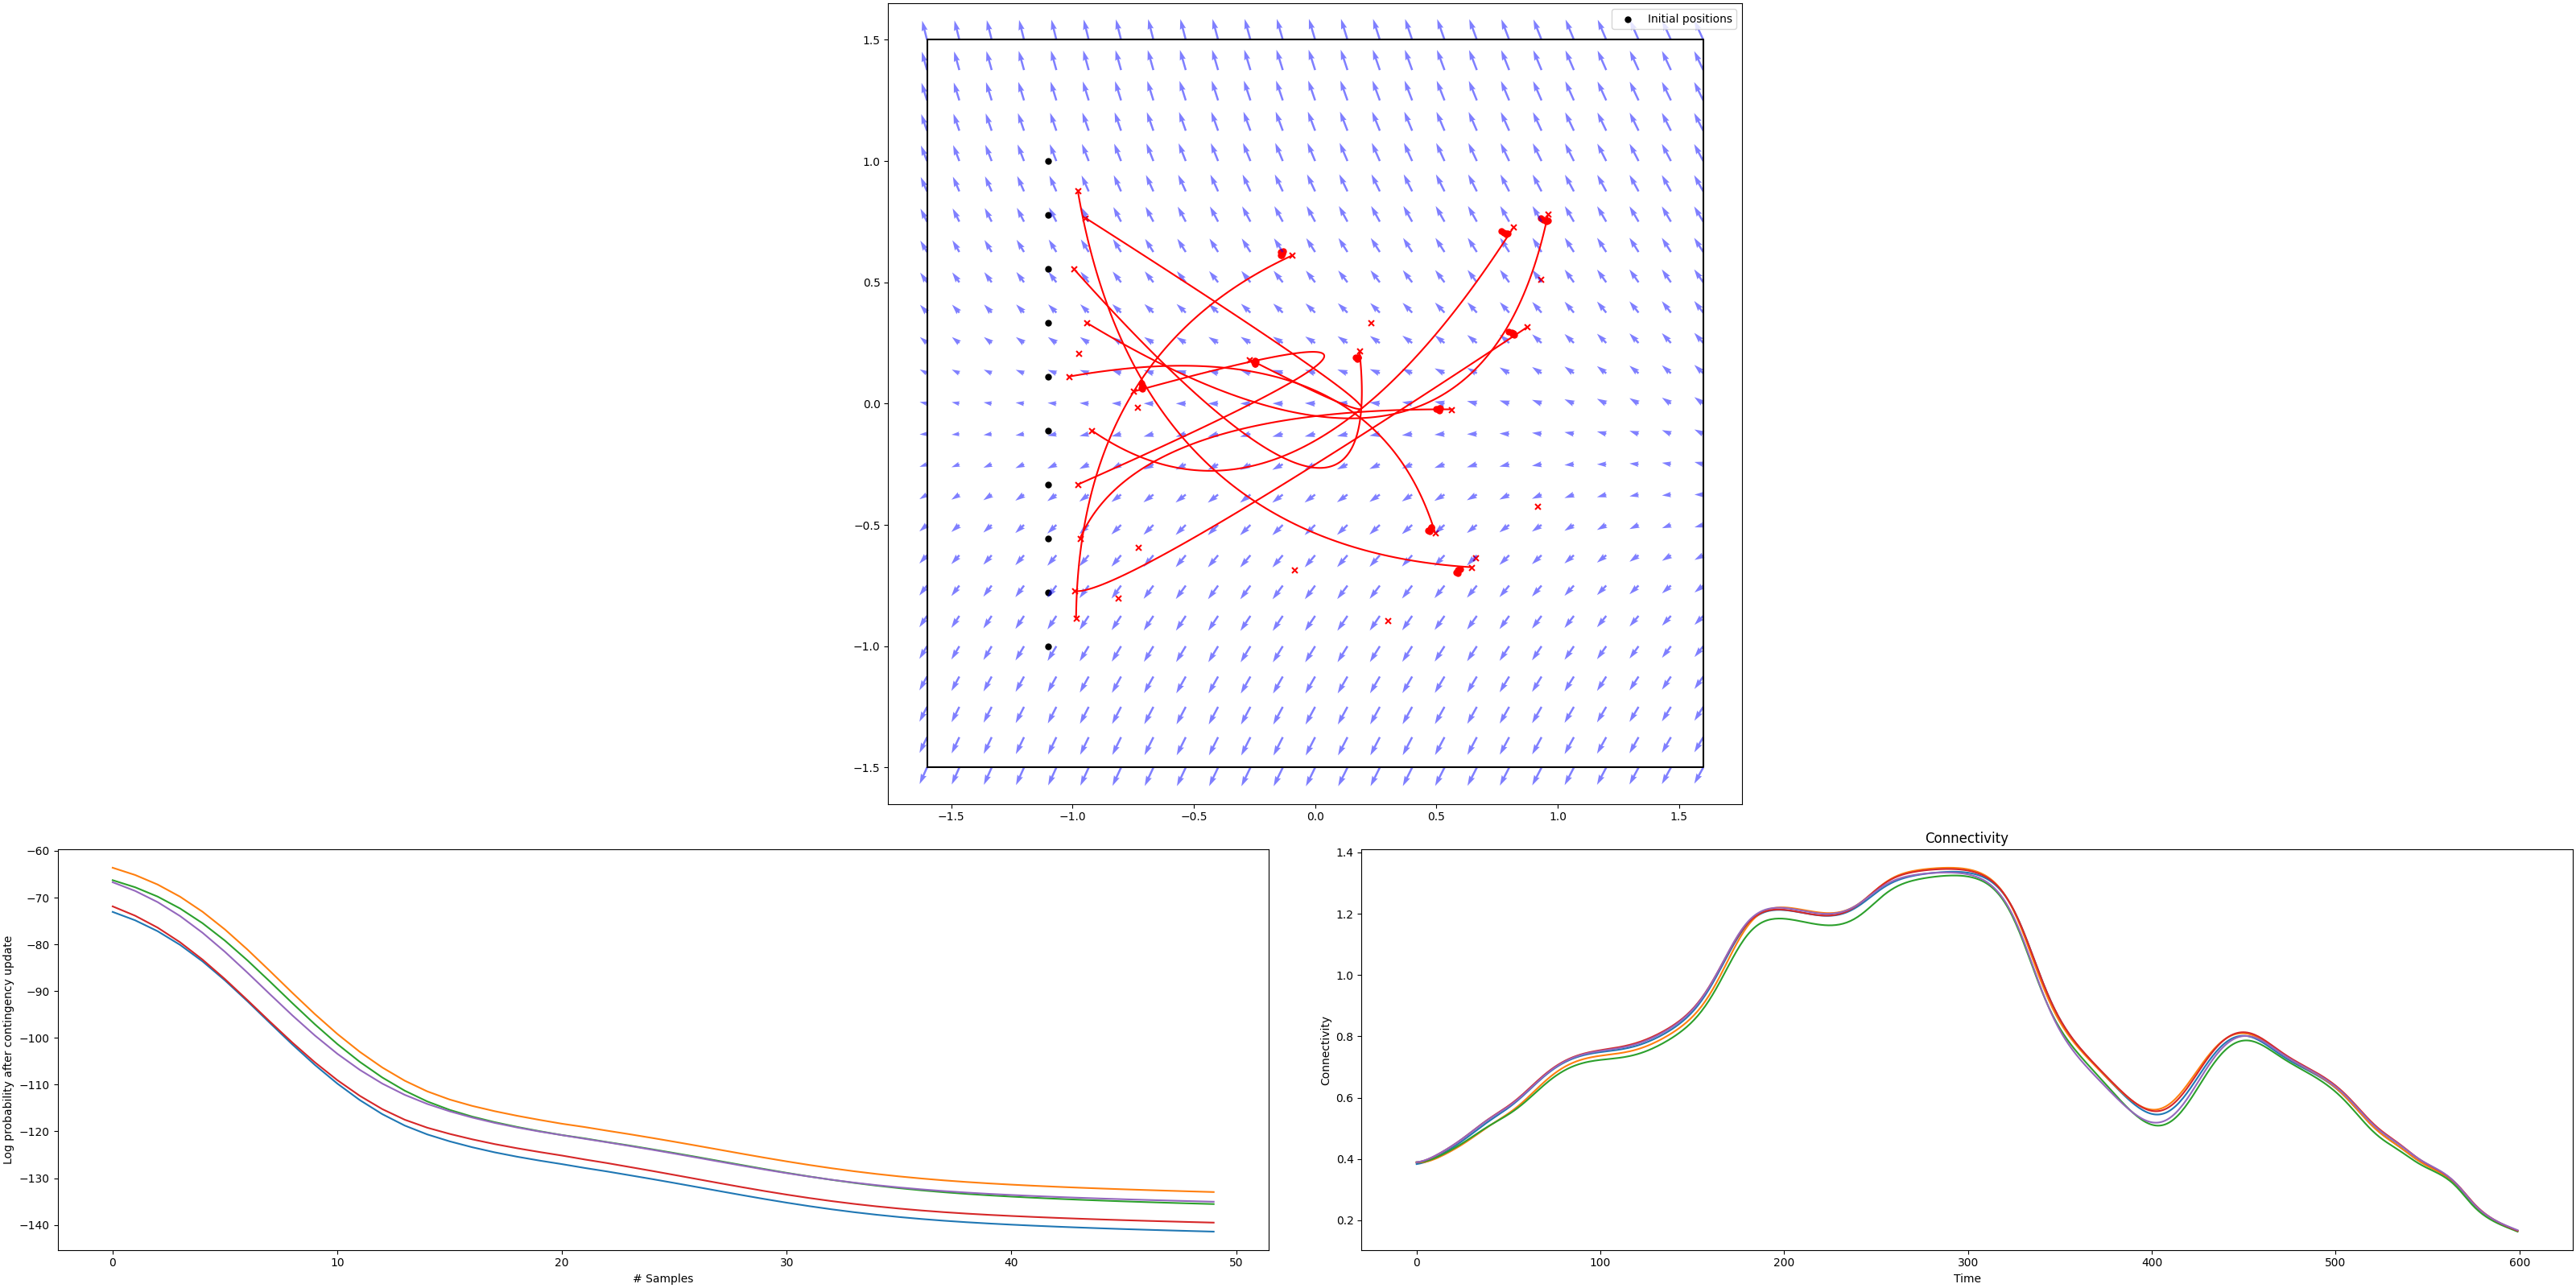 Initial positions
1.5
1.0
0.5
0.0
−0.5
−1.0
−1.5
−1.5 −1.0 −0.5 0.0 0.5 1.0 1.5
Log probability after contingency update
−60
−70
−80
−90
−100
−110
−120
−130
−140
0 10 20 30 40 50
# Samples
Connectivity
Connectivity
1.4
1.2
1.0
0.8
0.6
0.4
0.2
0 100 200 300 400 500 600
Time